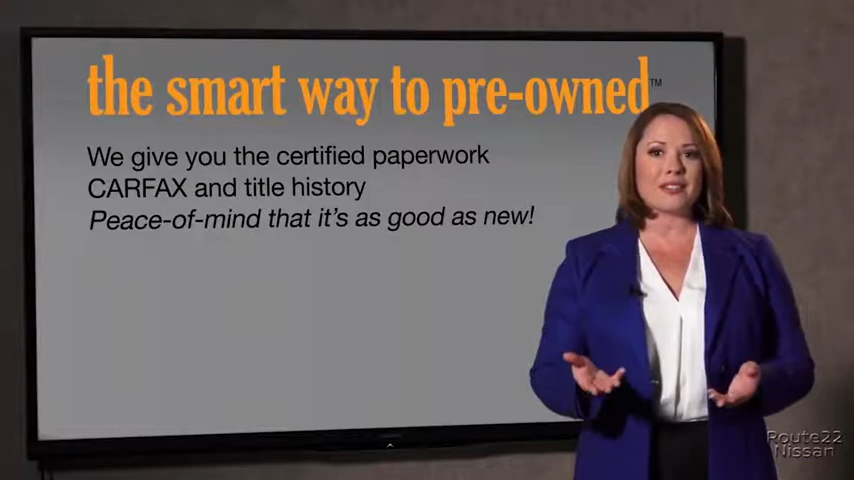 the smart way to pre-owned™
We give you the certified paperwork
CARFAX and title history
Peace-of-mind that it's as good as new!
Route22
Nissan